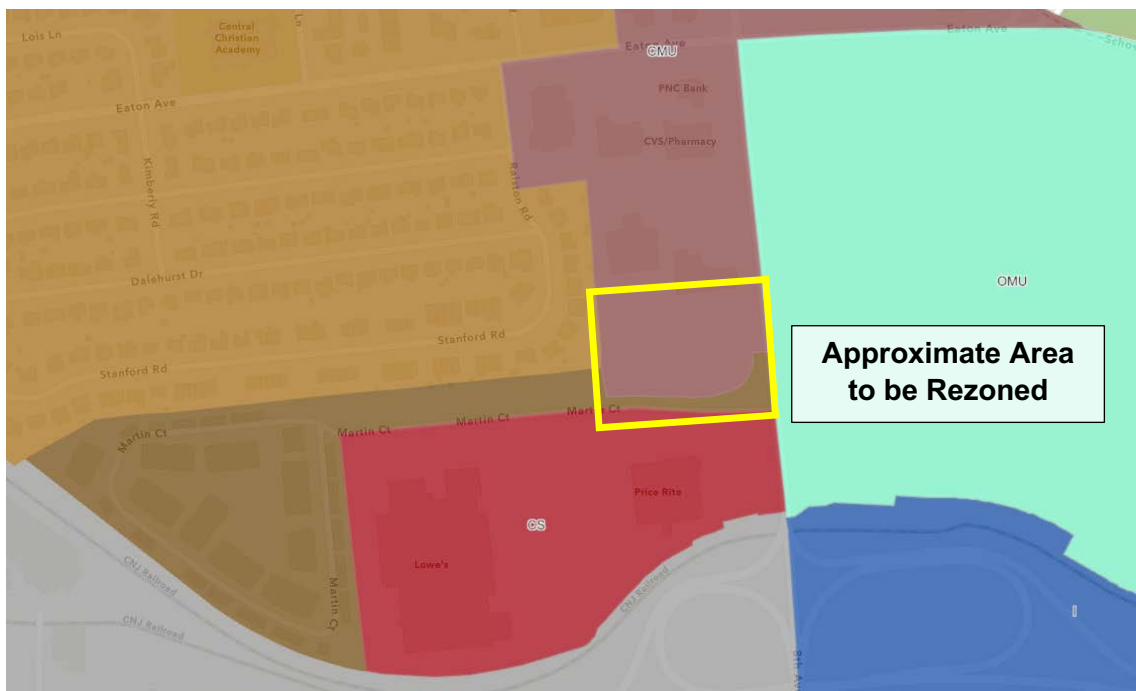 Lois Ln
Central
Christian
Academy
Ln
Eaton Ave
CMU
Eaton Ave
PNC Bank
Eaton Ave
CVS/Pharmacy
Kimberly Rd
Ralston Rd
Dalehurst Dr
OMU
Stanford Rd
Stanford Rd
Approximate Area
to be Rezoned
Martin Ct
Martin Ct
Martin Ct
Martin Ct
Price Rite
CS
Lowe's
CNJ Railroad
CNJ Railroad
CNJ Railroad
Martin Ct
I